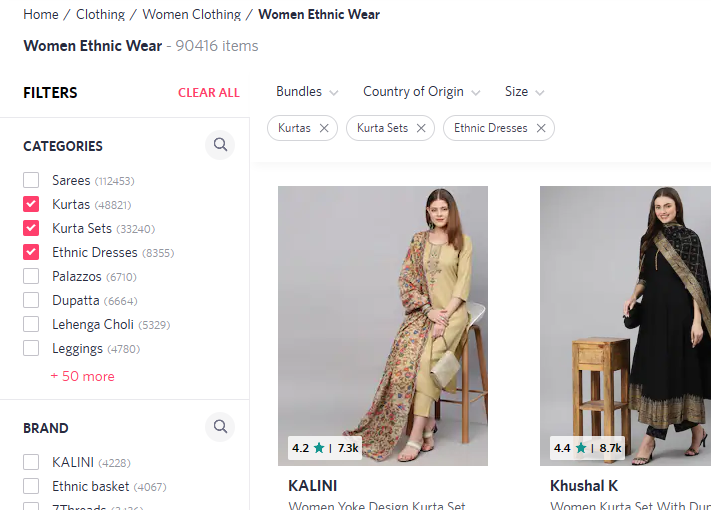 Home / Clothing / Women Clothing / Women Ethnic Wear
Women Ethnic Wear - 90416 items
FILTERS
CLEAR ALL
Bundles
Country of Origin
Size
Kurtas
Kurta Sets
Ethnic Dresses
CATEGORIES
Sarees (112453)
Kurtas (48821)
Kurta Sets (33240)
Ethnic Dresses (8355)
Palazzos (6710)
Dupatta (6664)
Lehenga Choli (5329)
Leggings (4780)
+ 50 more
BRAND
KALINI (4228)
Ethnic basket (4067)
7Threads
4.2 ★ | 7.3k
KALINI
Women Yoke Design Kurta Set
4.4 ★ | 8.7k
Khushal K
Women Kurta Set With